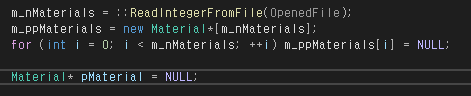 m_nMaterials = ::ReadIntegerFromFile(OpenedFile);
m_ppMaterials = new Material*[m_nMaterials];
for (int i = 0; i < m_nMaterials; ++i) m_ppMaterials[i] = NULL;
Material* pMaterial = NULL;